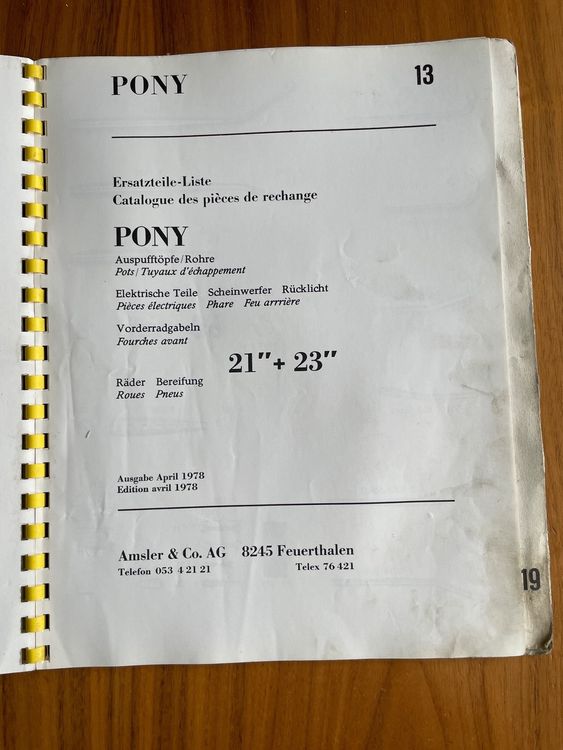 PONY 13
Ersatzteile-Liste
Catalogue des pièces de rechange
PONY
Auspufftöpfe/Rohre
Pots/Tuyaux d'échappement
Elektrische Teile Scheinwerfer Rücklicht
Pièces électriques Phare Feu arrrière
Vorderradgabeln
Fourches avant
21"+ 23"
Räder Bereifung
Roues Pneus
Ausgabe April 1978
Edition avril 1978
Amsler & Co. AG 8245 Feuerthalen
Telefon 053 4 21 21 Telex 76 421
19